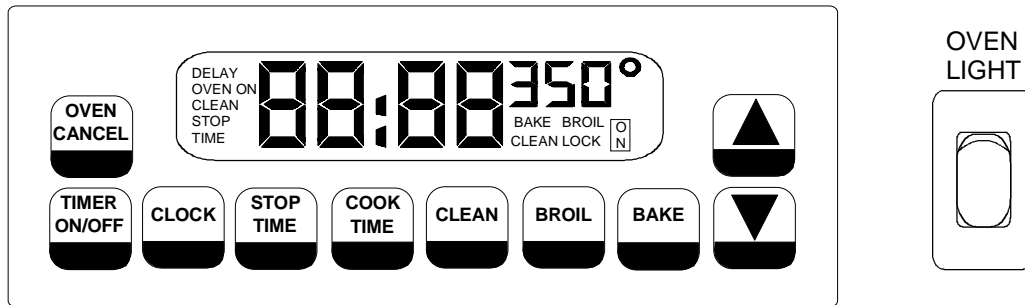 DELAY
OVEN ON
CLEAN
STOP
TIME
88:88
350°
BAKE BROIL
CLEAN LOCK
ON
OVEN
CANCEL
TIMER
ON/OFF
CLOCK
STOP
TIME
COOK
TIME
CLEAN
BROIL
BAKE
OVEN
LIGHT